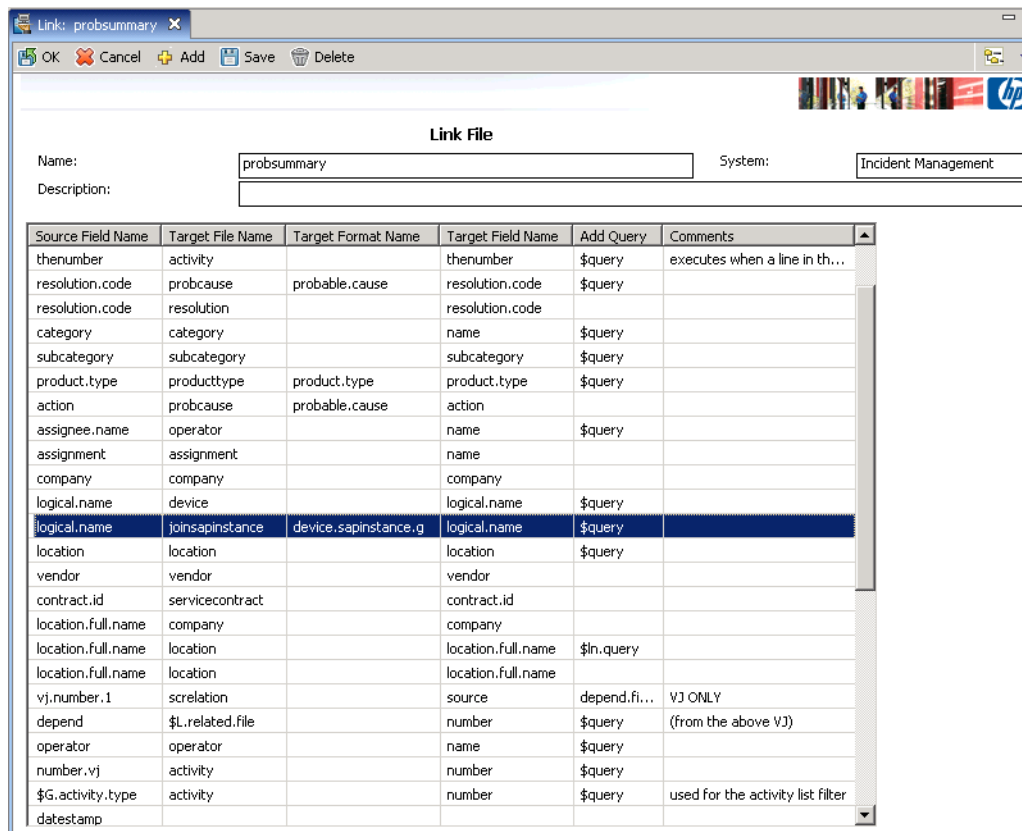 Link: probsummary
OK Cancel Add Save Delete
hp
Link File
Name: probsummary System: Incident Management
Description:
Source Field Name Target File Name Target Format Name Target Field Name Add Query Comments
thenumber activity thenumber $query executes when a line in th...
resolution.code probcause probable.cause resolution.code $query
resolution.code resolution resolution.code
category category name $query
subcategory subcategory subcategory $query
product.type producttype product.type product.type $query
action probcause probable.cause action
assignee.name operator name $query
assignment assignment name
company company company
logical.name device logical.name $query
logical.name joinsapinstance device.sapinstance.g logical.name $query
location location location $query
vendor vendor vendor
contract.id servicecontract contract.id
location.full.name company company
location.full.name location location.full.name $ln.query
location.full.name location location.full.name
vj.number.1 screlation source depend.fi... VJ ONLY
depend $L.related.file number $query (from the above VJ)
operator operator name $query
number.vj activity number $query
$G.activity.type activity number $query used for the activity list filter
datestamp